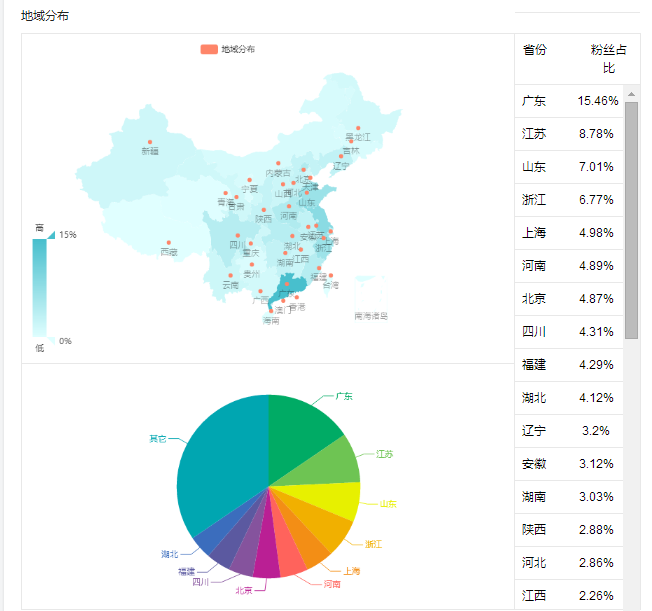 地域分布
地域分布
黑龙江
吉林
新疆
辽宁
内蒙古
北京
天津
宁夏
山西
河北
青海
甘肃
山东
陕西
河南
高
15%
四川
湖北
安徽
江苏
上海
西藏
重庆
浙江
湖南
江西
贵州
云南
福建
台湾
广东
广西
香港
澳门
海南
南海诸岛
0%
低
广东
其它
江苏
山东
浙江
湖北
上海
福建
河南
四川
北京
省份 粉丝占
比
广东 15.46%
江苏 8.78%
山东 7.01%
浙江 6.77%
上海 4.98%
河南 4.89%
北京 4.87%
四川 4.31%
福建 4.29%
湖北 4.12%
辽宁 3.2%
安徽 3.12%
湖南 3.03%
陕西 2.88%
河北 2.86%
江西 2.26%